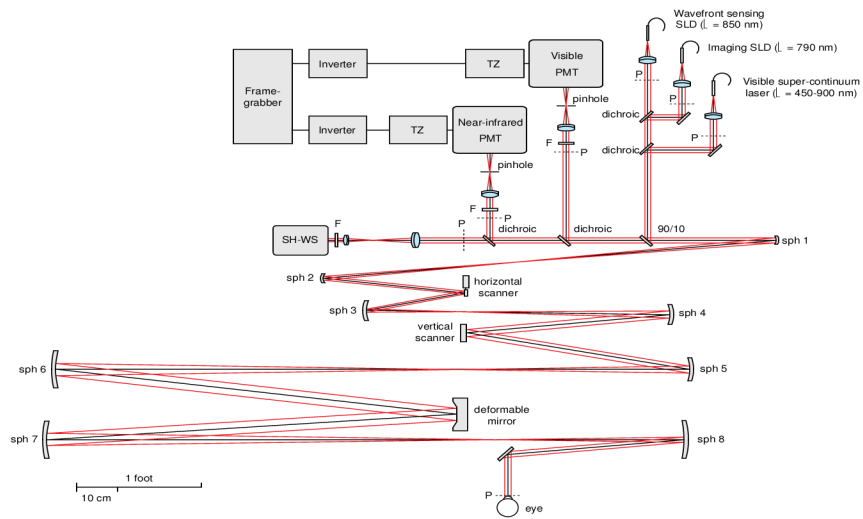 Wavefront sensing
SLD (L = 850 nm)
Imaging SLD (L = 790 nm)
Visible super-continuum
laser (L = 450-900 nm)
P
P
P
dichroic
dichroic
Frame-
grabber
Inverter
TZ
Visible
PMT
pinhole
F
P
Inverter
TZ
Near-infrared
PMT
pinhole
F
P
SH-WS
F
P
dichroic
dichroic
90/10
sph 1
sph 2
horizontal
scanner
sph 3
sph 4
vertical
scanner
sph 5
sph 6
deformable
mirror
sph 7
sph 8
1 foot
10 cm
P
eye